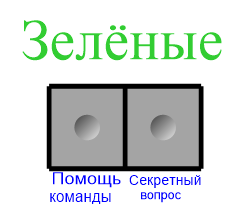 Зелёные
Помощь
команды
Секретный
вопрос